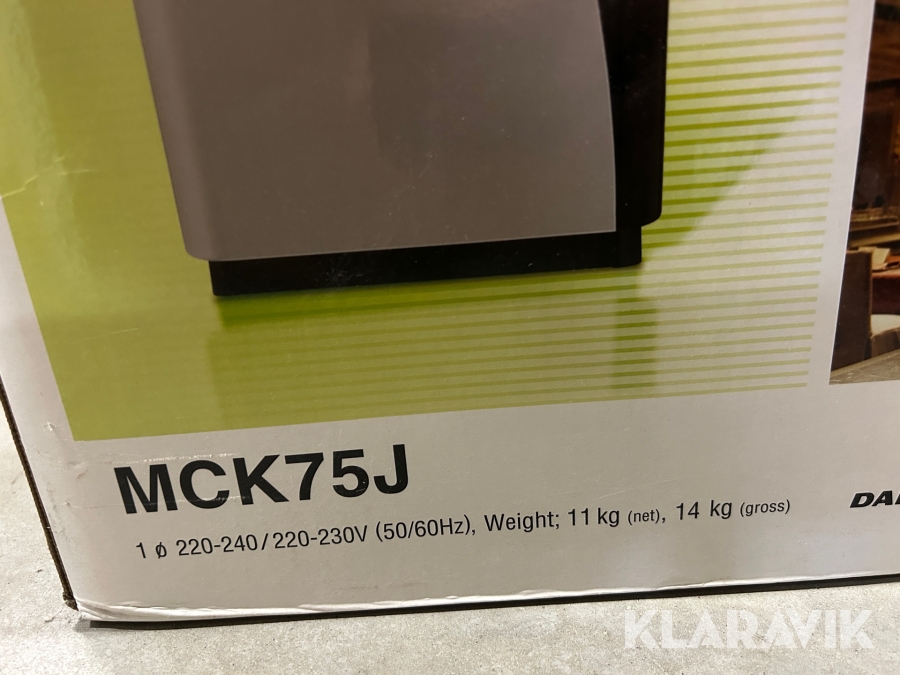 MCK75J
1 ϕ 220-240/220-230V (50/60Hz), Weight; 11 kg (net), 14 kg (gross)
KLARAVIK